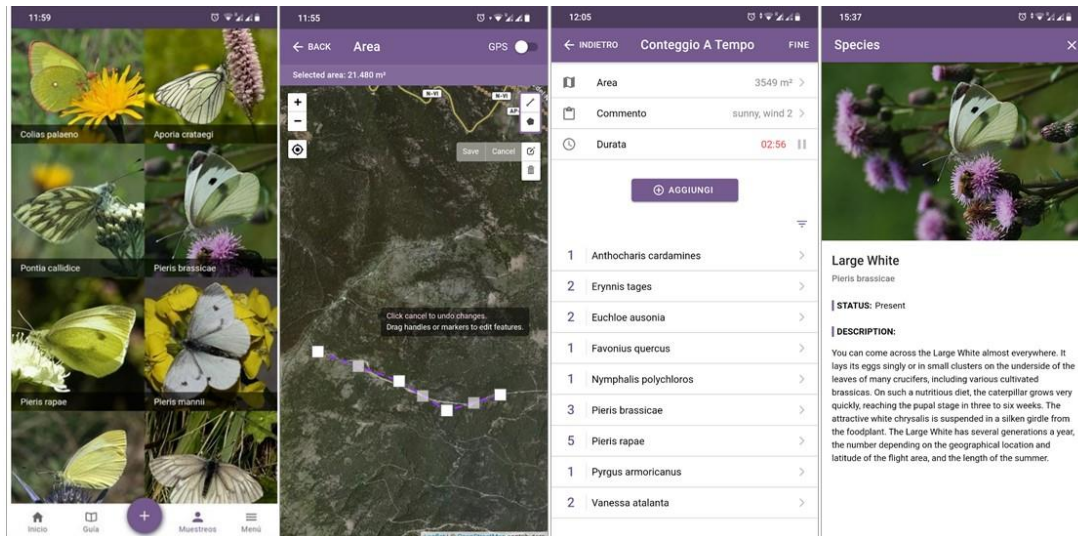 11:59
Colias palaeno
Aporia crataegi
Pontia callidice
Pieris brassicae
Pieris rapae
Pieris mannii
Inicio
Guía
+
Muestreos
Menú
11:55
← BACK Area GPS
Selected area: 21.480 m²
+
−
N-VI
N-VI
AP
Save Cancel
Click cancel to undo changes.
Drag handles or markers to edit features.
12:05
← INDIETRO Conteggio A Tempo FINE
Area 3549 m² >
Commento sunny, wind 2 >
Durata 02:56
AGGIUNGI
1 Anthocharis cardamines >
2 Erynnis tages >
2 Euchloe ausonia >
1 Favonius quercus >
1 Nymphalis polychloros >
3 Pieris brassicae >
5 Pieris rapae >
1 Pyrgus armoricanus >
2 Vanessa atalanta >
15:37
Species ×
Large White
Pieris brassicae
STATUS: Present
DESCRIPTION:
You can come across the Large White almost everywhere. It
lays its eggs singly or in small clusters on the underside of the
leaves of many crucifers, including various cultivated
brassicas. On such a nutritious diet, the caterpillar grows very
quickly, reaching the pupal stage in three to six weeks. The
attractive white chrysalis is suspended in a silken girdle from
the foodplant. The Large White has several generations a year,
the number depending on the geographical location and
latitude of the flight area, and the length of the summer.